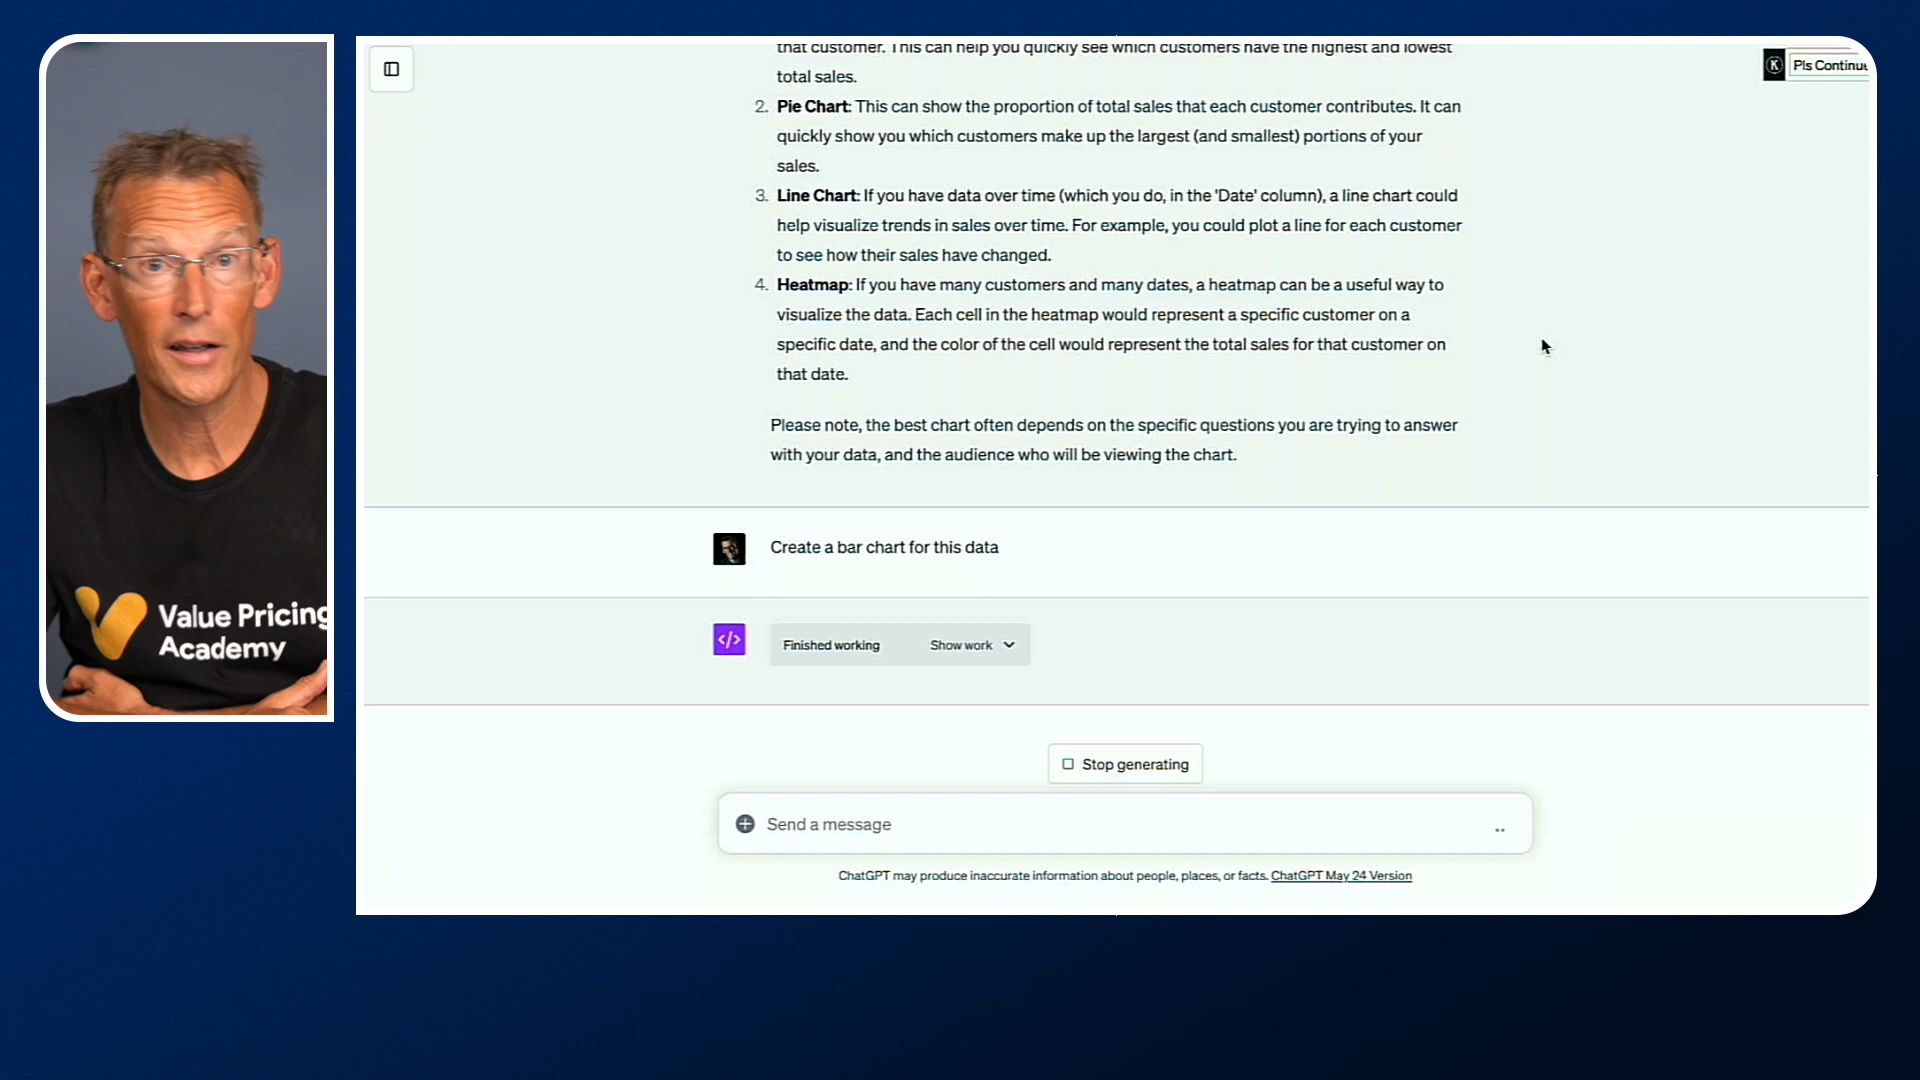 that customer. This can help you quickly see which customers have the highest and lowest
total sales.
2. Pie Chart: This can show the proportion of total sales that each customer contributes. It can
quickly show you which customers make up the largest (and smallest) portions of your
sales.
3. Line Chart: If you have data over time (which you do, in the 'Date' column), a line chart could
help visualize trends in sales over time. For example, you could plot a line for each customer
to see how their sales have changed.
4. Heatmap: If you have many customers and many dates, a heatmap can be a useful way to
visualize the data. Each cell in the heatmap would represent a specific customer on a
specific date, and the color of the cell would represent the total sales for that customer on
that date.
Please note, the best chart often depends on the specific questions you are trying to answer
with your data, and the audience who will be viewing the chart.
K Pls Continue
Create a bar chart for this data
</> Finished working Show work
Stop generating
Send a message
ChatGPT may produce inaccurate information about people, places, or facts. ChatGPT May 24 Version
Value Pricing
Academy